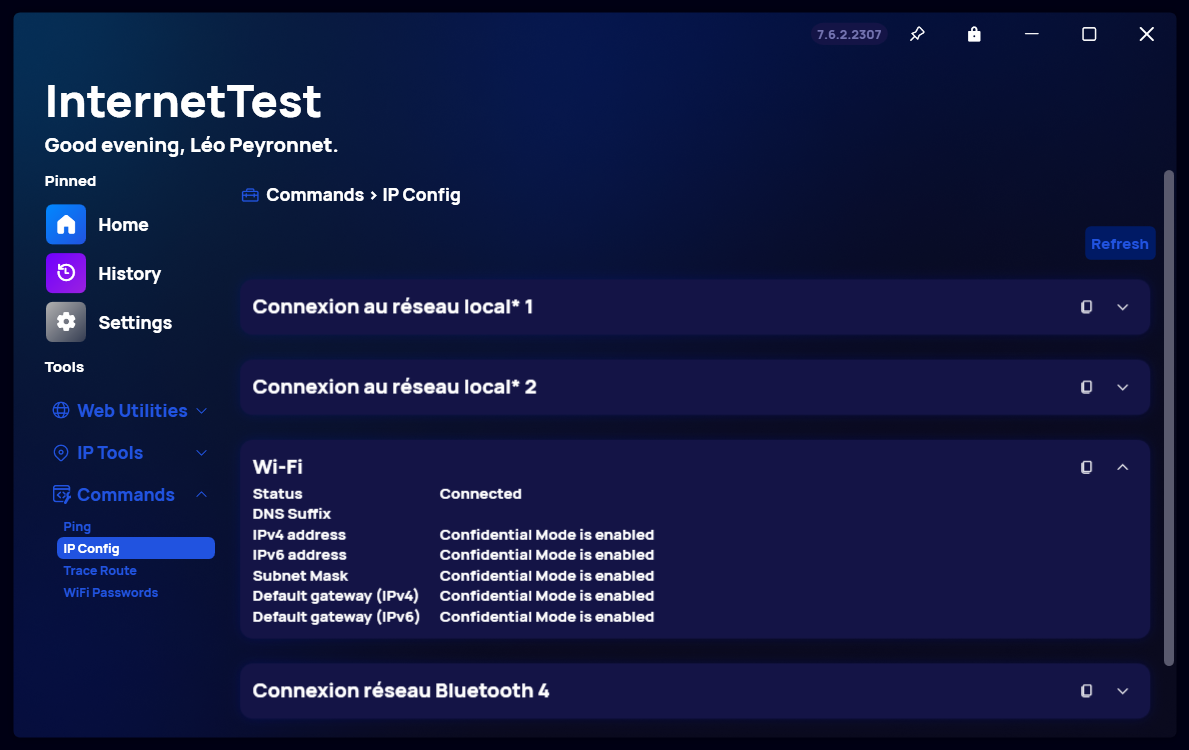 7.6.2.2307
InternetTest
Good evening, Léo Peyronnet.
Pinned
Home
History
Settings
Tools
Web Utilities
IP Tools
Commands
Ping
IP Config
Trace Route
WiFi Passwords
Commands › IP Config
Refresh
Connexion au réseau local* 1
Connexion au réseau local* 2
Wi-Fi
Status Connected
DNS Suffix
IPv4 address Confidential Mode is enabled
IPv6 address Confidential Mode is enabled
Subnet Mask Confidential Mode is enabled
Default gateway (IPv4) Confidential Mode is enabled
Default gateway (IPv6) Confidential Mode is enabled
Connexion réseau Bluetooth 4